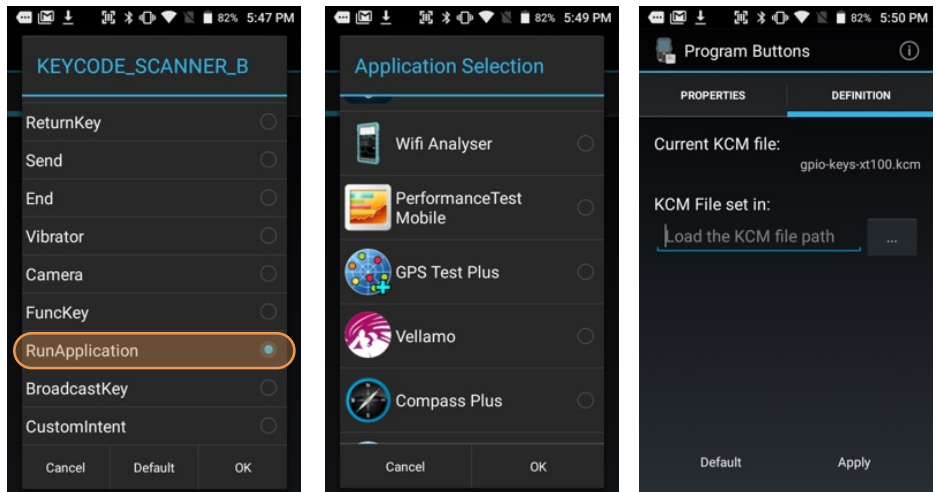 82% 5:47 PM
KEYCODE_SCANNER_B
ReturnKey
Send
End
Vibrator
Camera
FuncKey
RunApplication
BroadcastKey
CustomIntent
Cancel Default OK
82% 5:49 PM
Application Selection
Wifi Analyser
PerformanceTest
Mobile
GPS Test Plus
Vellamo
Compass Plus
Cancel OK
82% 5:50 PM
Program Buttons
PROPERTIES DEFINITION
Current KCM file:
gpio-keys-xt100.kcm
KCM File set in:
Load the KCM file path ...
Default Apply